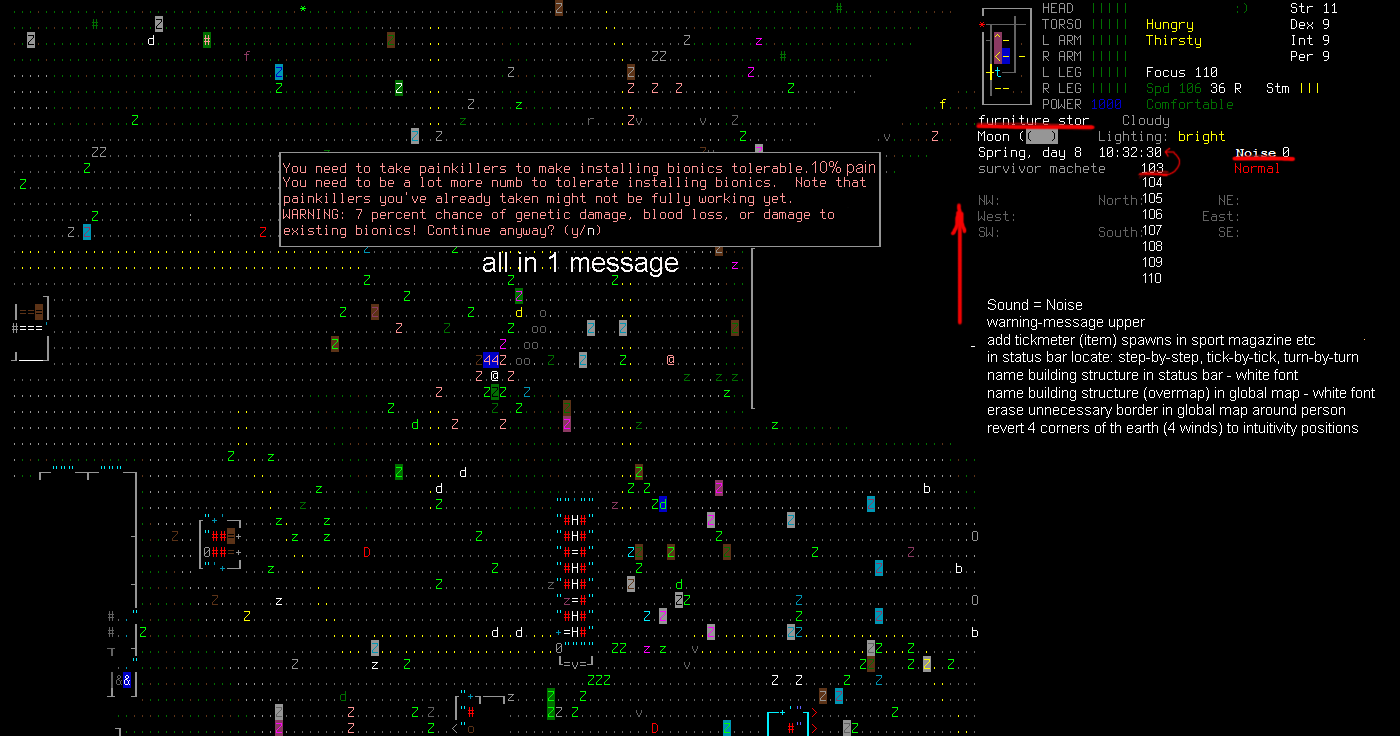 HEAD ||||| :) Str 11
TORSO ||||| Hungry Dex 9
L ARM ||||| Thirsty Int 9
R ARM ||||| Per 9
L LEG ||||| Focus 110
R LEG ||||| Spd 106 36 R Stm |||
POWER 1000 Comfortable
furniture stor Cloudy
Moon (   ) Lighting: bright
Spring, day 8 10:32:30 Noise 0
survivor machete 103 Normal
104
NW: North: 105 NE:
West: 106 East:
SW: South: 107 SE:
108
109
110
You need to take painkillers to make installing bionics tolerable. 10% pain
You need to be a lot more numb to tolerate installing bionics.  Note that
painkillers you've already taken might not be fully working yet.
WARNING: 7 percent chance of genetic damage, blood loss, or damage to
existing bionics! Continue anyway? (y/n)
all in 1 message
Sound = Noise
warning-message upper
add tickmeter (item) spawns in sport magazine etc
in status bar locate: step-by-step, tick-by-tick, turn-by-turn
name building structure in status bar - white font
name building structure (overmap) in global map - white font
erase unnecessary border in global map around person
revert 4 corners of th earth (4 winds) to intuitivity positions